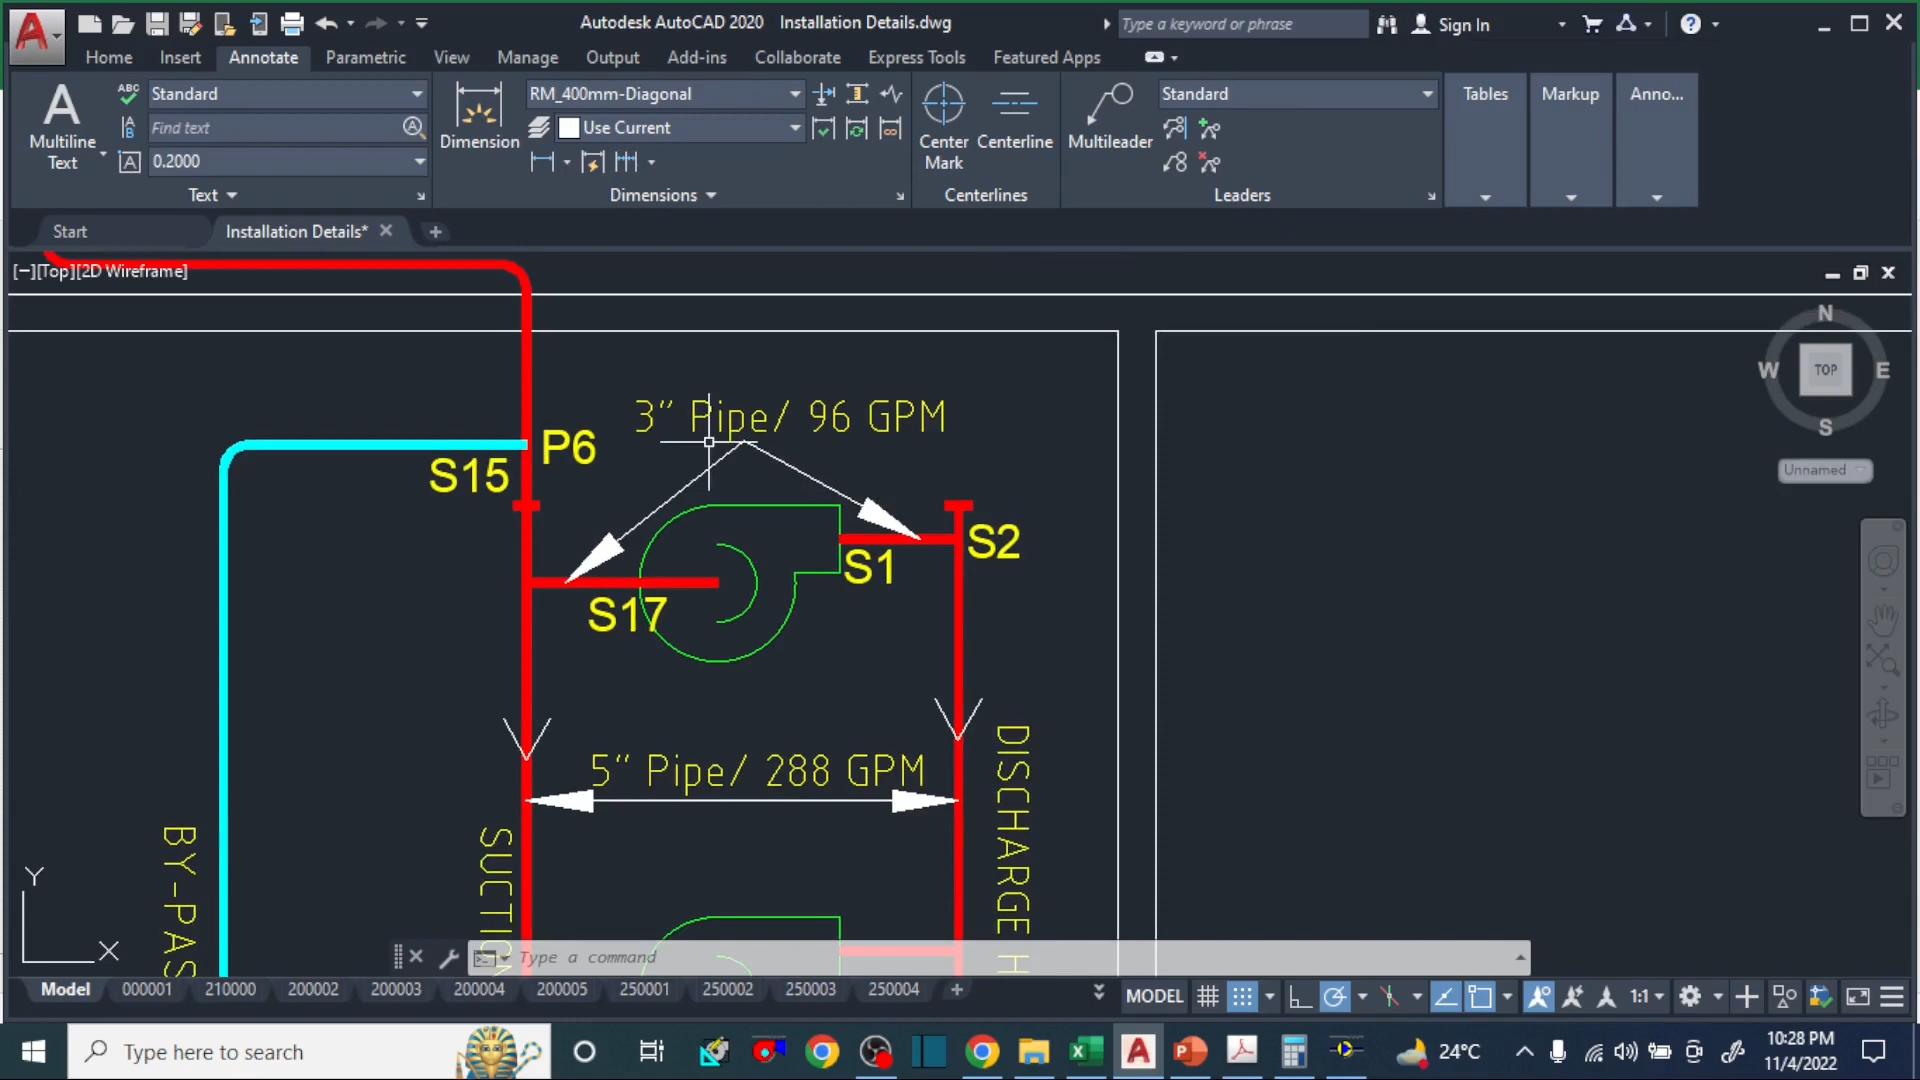 Autodesk AutoCAD 2020 Installation Details.dwg
Type a keyword or phrase
Sign In
Home Insert Annotate Parametric View Manage Output Add-ins Collaborate Express Tools Featured Apps
Multiline Text
Standard
Find text
0.2000
Text
Dimension
RM_400mm-Diagonal
Use Current
Dimensions
Center Mark
Centerline
Centerlines
Multileader
Standard
Leaders
Tables
Markup
Anno...
Start
Installation Details*
[−][Top][2D Wireframe]
N
W TOP E
S
Unnamed
3" Pipe/ 96 GPM
P6
S15
S2
S1
S17
5" Pipe/ 288 GPM
BY-PAS
SUCTION
DISCHARGE H
Y
X
Type a command
Model 000001 210000 200002 200003 200004 200005 250001 250002 250003 250004
MODEL
1:1
Type here to search
24°C
10:28 PM
11/4/2022